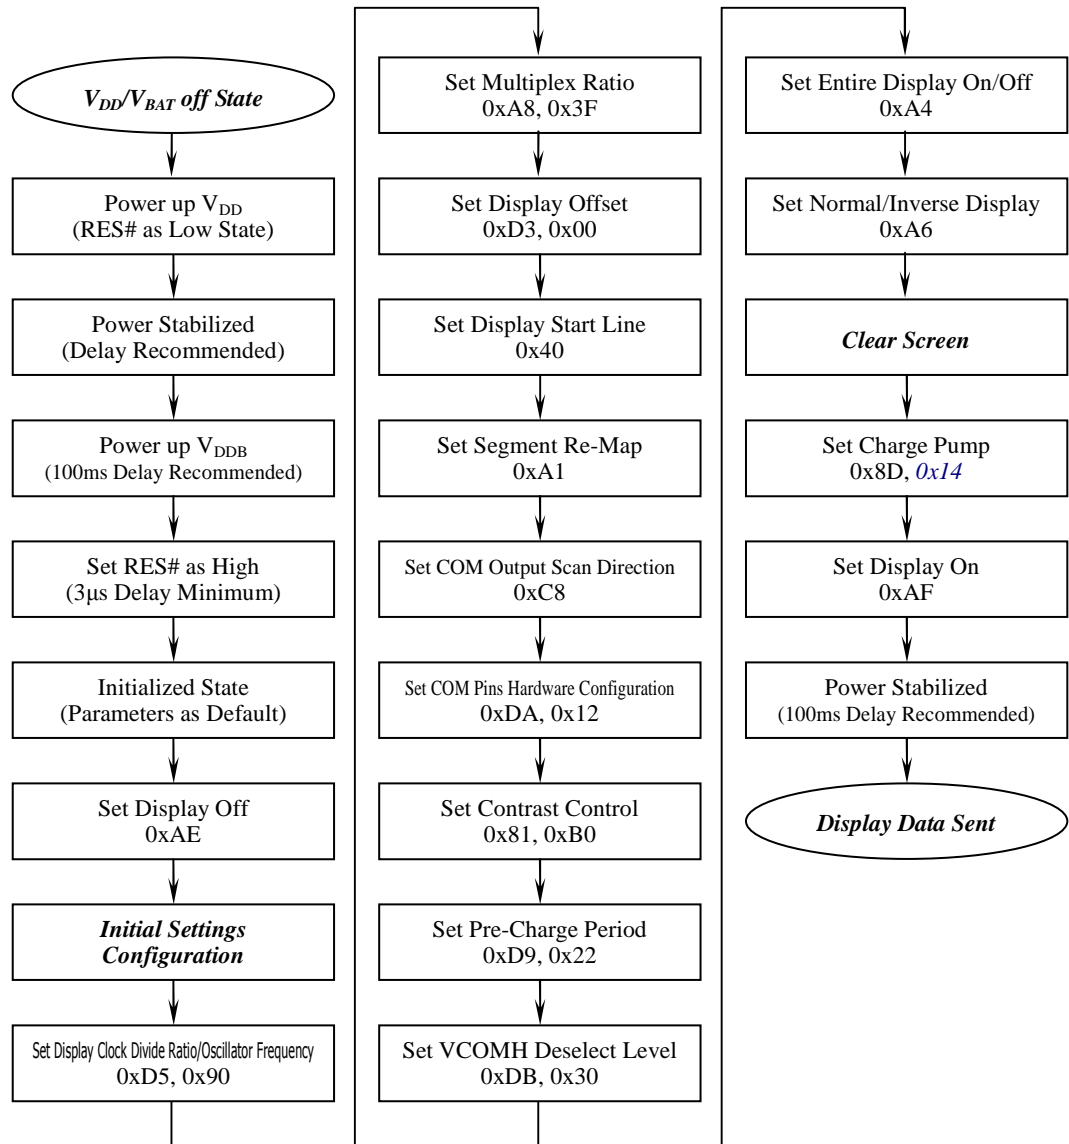 V_DD/V_BAT off State
Power up V_DD
(RES# as Low State)
Power Stabilized
(Delay Recommended)
Power up V_DDB
(100ms Delay Recommended)
Set RES# as High
(3μs Delay Minimum)
Initialized State
(Parameters as Default)
Set Display Off
0xAE
Initial Settings
Configuration
Set Display Clock Divide Ratio/Oscillator Frequency
0xD5, 0x90
Set Multiplex Ratio
0xA8, 0x3F
Set Display Offset
0xD3, 0x00
Set Display Start Line
0x40
Set Segment Re-Map
0xA1
Set COM Output Scan Direction
0xC8
Set COM Pins Hardware Configuration
0xDA, 0x12
Set Contrast Control
0x81, 0xB0
Set Pre-Charge Period
0xD9, 0x22
Set VCOMH Deselect Level
0xDB, 0x30
Set Entire Display On/Off
0xA4
Set Normal/Inverse Display
0xA6
Clear Screen
Set Charge Pump
0x8D, 0x14
Set Display On
0xAF
Power Stabilized
(100ms Delay Recommended)
Display Data Sent